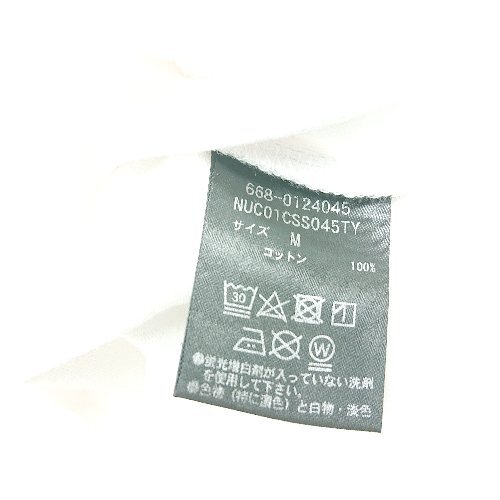 668-0124045
NUC01CSS045TY
サイズ M
コットン 100%
30
W
蛍光増白剤が入っていない洗剤
を使用して下さい。
色徳（特に濃色）と白物・淡色